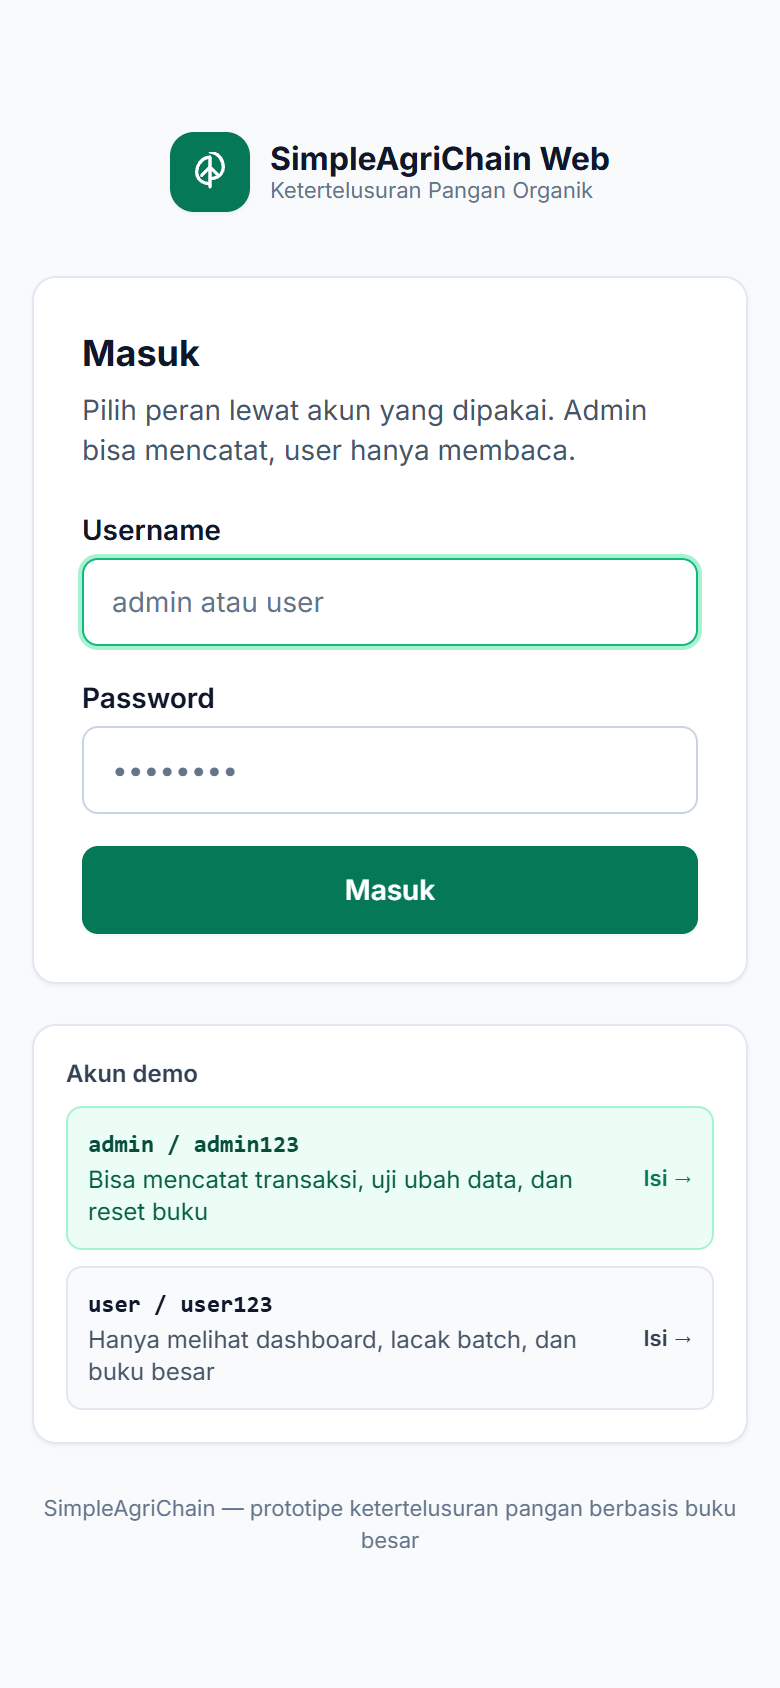 SimpleAgriChain Web
Ketertelusuran Pangan Organik
Masuk
Pilih peran lewat akun yang dipakai. Admin
bisa mencatat, user hanya membaca.
Username
admin atau user
Password
••••••••
Masuk
Akun demo
admin / admin123
Bisa mencatat transaksi, uji ubah data, dan
reset buku
Isi →
user / user123
Hanya melihat dashboard, lacak batch, dan
buku besar
Isi →
SimpleAgriChain — prototipe ketertelusuran pangan berbasis buku
besar